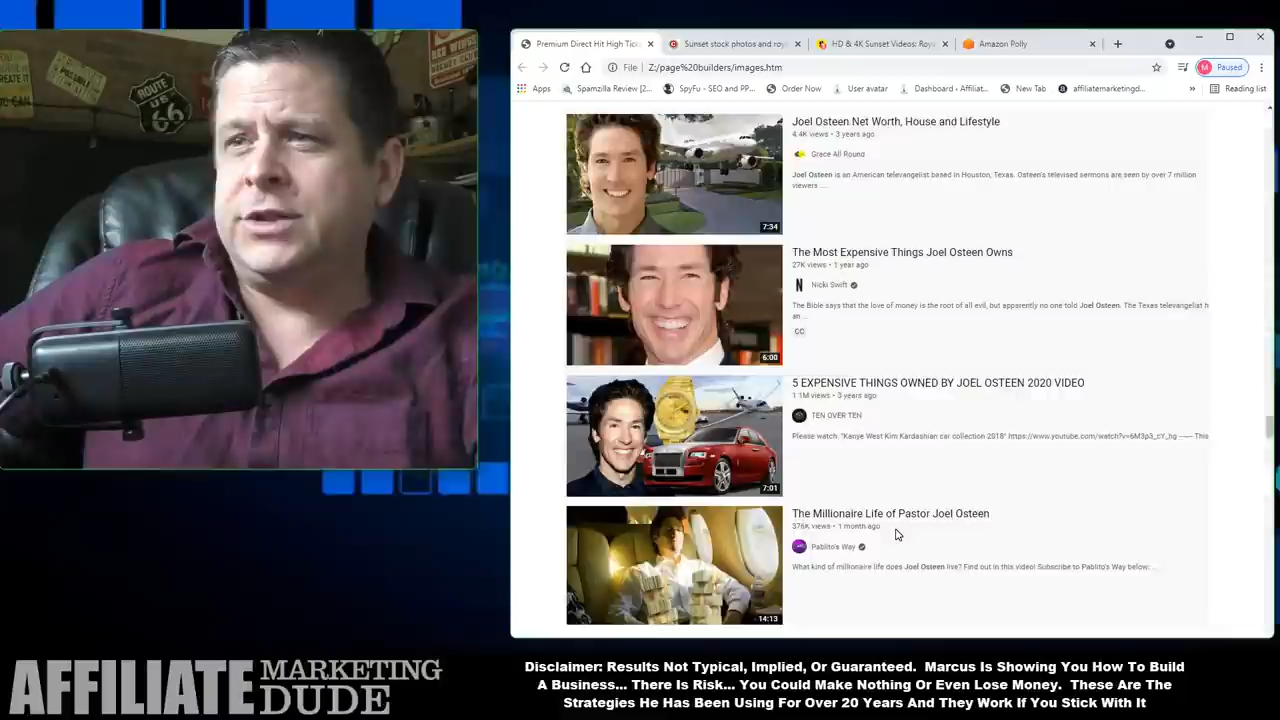 ROUTE
US
66
RED WINGS
Premium Direct Hit High Tick
Sunset stock photos and roy
HD & 4K Sunset Videos: Roya
Amazon Polly
File
Z:/page%20builders/images.htm
M Paused
Apps
Spamzilla Review [2...
SpyFu - SEO and PP...
Order Now
User avatar
Dashboard ‹ Affiliat...
New Tab
affiliatemarketingd...
»
Reading list
Joel Osteen Net Worth, House and Lifestyle
4.4K views • 3 years ago
Grace All Round
Joel Osteen is an American televangelist based in Houston, Texas. Osteen's televised sermons are seen by over 7 million
viewers ....
7:34
The Most Expensive Things Joel Osteen Owns
27K views • 1 year ago
N Nicki Swift
The Bible says that the love of money is the root of all evil, but apparently no one told Joel Osteen. The Texas televangelist h
an ...
CC
6:00
5 EXPENSIVE THINGS OWNED BY JOEL OSTEEN 2020 VIDEO
1.1M views • 3 years ago
TEN OVER TEN
Please watch: "Kanye West Kim Kardashian car collection 2018" https://www.youtube.com/watch?v=6M3p3_cY_hg ---- This
7:01
The Millionaire Life of Pastor Joel Osteen
376K views • 1 month ago
Pablito's Way
What kind of millionaire life does Joel Osteen live? Find out in this video! Subscribe to Pablito's Way below: ...
14:13
AFFILIATE MARKETING
DUDE
Disclaimer: Results Not Typical, Implied, Or Guaranteed. Marcus Is Showing You How To Build
A Business... There Is Risk... You Could Make Nothing Or Even Lose Money. These Are The
Strategies He Has Been Using For Over 20 Years And They Work If You Stick With It